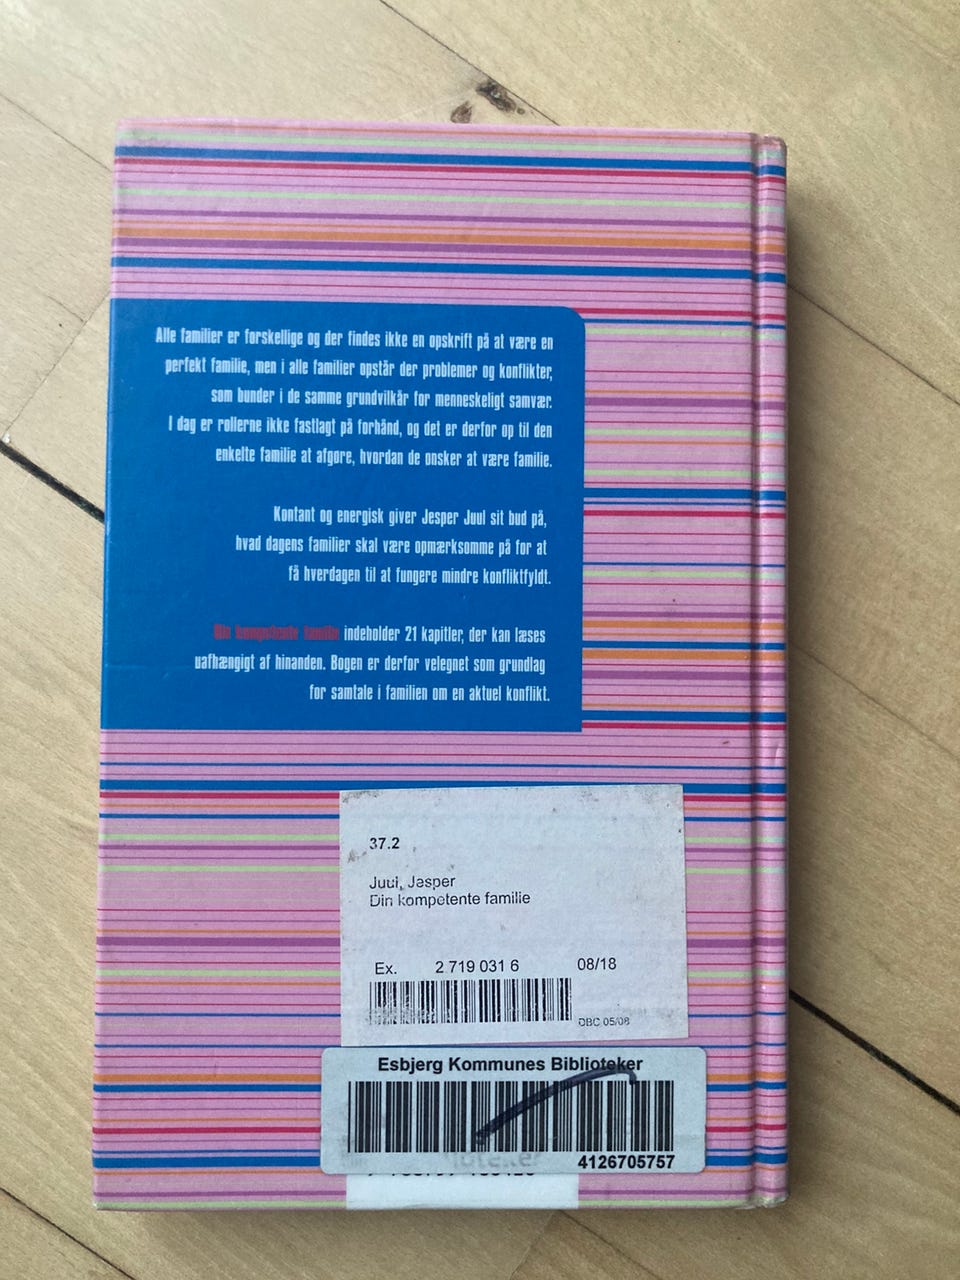 Alle familier er forskellige og der findes ikke en opskrift på at være en
perfekt familie, men i alle familier opstår der problemer og konflikter,
som bunder i de samme grundvilkår for menneskeligt samvær.
I dag er rollerne ikke fastlagt på forhånd, og det er derfor op til den
enkelte familie at afgøre, hvordan de ønsker at være familie.
Kontant og energisk giver Jesper Juul sit bud på,
hvad dagens familier skal være opmærksomme på for at
få hverdagen til at fungere mindre konfliktfyldt.
Din kompetente familie indeholder 21 kapitler, der kan læses
uafhængigt af hinanden. Bogen er derfor velegnet som grundlag
for samtale i familien om en aktuel konflikt.
37.2
Juul, Jesper
Din kompetente familie
Ex. 2 719 031 6 08/18
DBC 05/08
Esbjerg Kommunes Biblioteker
4126705757